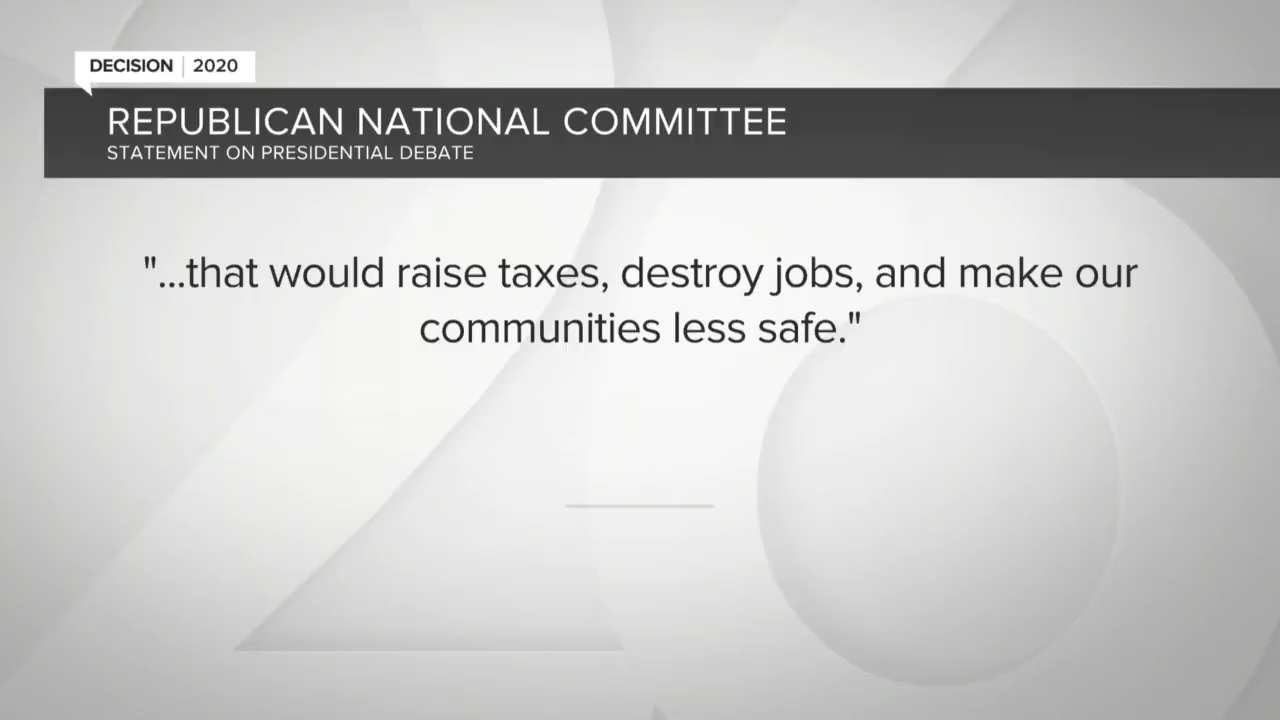 DECISION | 2020
REPUBLICAN NATIONAL COMMITTEE
STATEMENT ON PRESIDENTIAL DEBATE
"...that would raise taxes, destroy jobs, and make our
communities less safe."